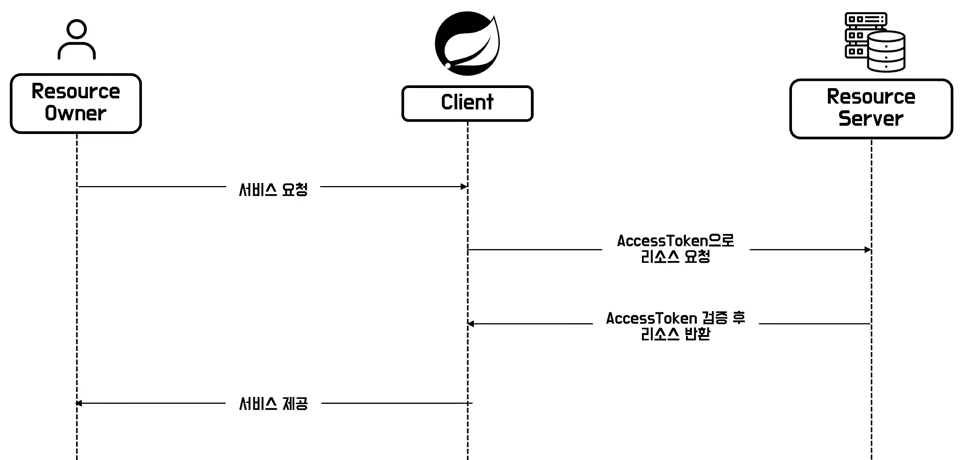 Resource
Owner
Client
Resource
Server
서비스 요청
AccessToken으로
리소스 요청
AccessToken 검증 후
리소스 반환
서비스 제공